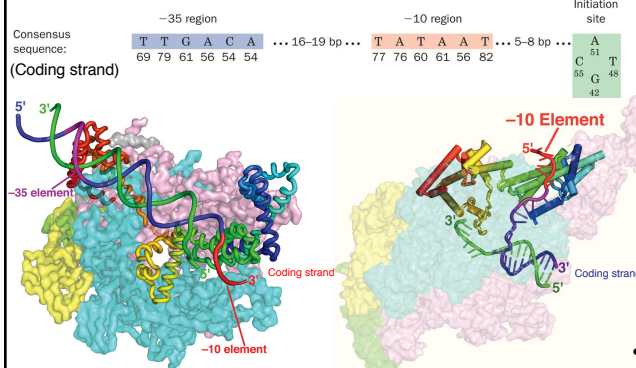 −35 region −10 region Initiation site
Consensus sequence: T T G A C A ... 16–19 bp ... T A T A A T ... 5–8 bp ... C A T G
69 79 61 56 54 54 77 76 60 61 56 82 55 51 48 42
(Coding strand)
5' 3'
−35 element
5'
Coding strand
3'
−10 element
−10 Element
5'
3'
3'
Coding stran
5'
•